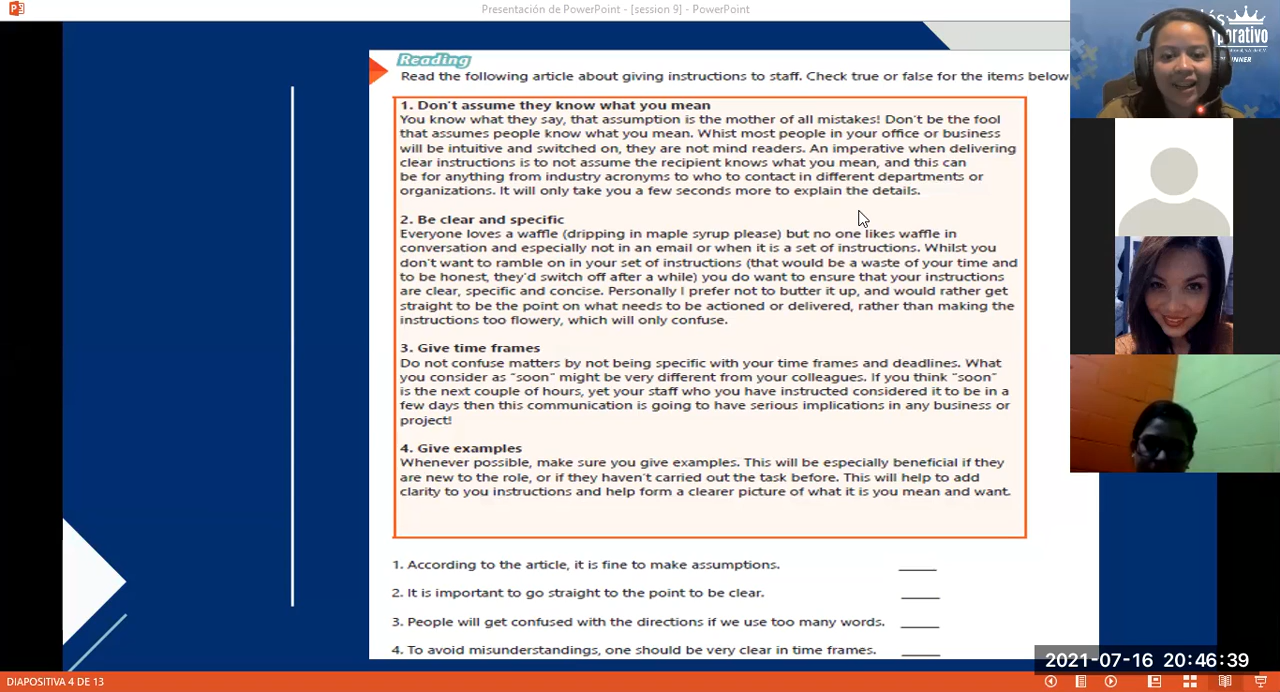 Presentación de PowerPoint - [session 9] - PowerPoint
Reading
Read the following article about giving instructions to staff. Check true or false for the items below
1. Don't assume they know what you mean
You know what they say, that assumption is the mother of all mistakes! Don't be the fool
that assumes people know what you mean. Whist most people in your office or business
will be intuitive and switched on, they are not mind readers. An imperative when delivering
clear instructions is to not assume the recipient knows what you mean, and this can
be for anything from industry acronyms to who to contact in different departments or
organizations. It will only take you a few seconds more to explain the details.
2. Be clear and specific
Everyone loves a waffle (dripping in maple syrup please) but no one likes waffle in
conversation and especially not in an email or when it is a set of instructions. Whilst you
don't want to ramble on in your set of instructions (that would be a waste of your time and
to be honest, they'd switch off after a while) you do want to ensure that your instructions
are clear, specific and concise. Personally I prefer not to butter it up, and would rather get
straight to be the point on what needs to be actioned or delivered, rather than making the
instructions too flowery, which will only confuse.
3. Give time frames
Do not confuse matters by not being specific with your time frames and deadlines. What
you consider as "soon" might be very different from your colleagues. If you think "soon"
is the next couple of hours, yet your staff who you have instructed considered it to be in a
few days then this communication is going to have serious implications in any business or
project!
4. Give examples
Whenever possible, make sure you give examples. This will be especially beneficial if they
are new to the role, or if they haven't carried out the task before. This will help to add
clarity to you instructions and help form a clearer picture of what it is you mean and want.
1. According to the article, it is fine to make assumptions.
2. It is important to go straight to the point to be clear.
3. People will get confused with the directions if we use too many words.
4. To avoid misunderstandings, one should be very clear in time frames.
2021-07-16 20:46:39
DIAPOSITIVA 4 DE 13